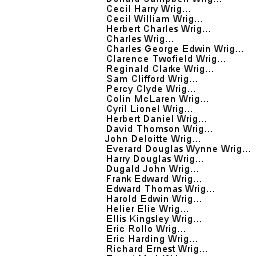 Cecil Harry Wrig...
Cecil William Wrig...
Herbert Charles Wrig...
Charles Wrig...
Charles George Edwin Wrig...
Clarence Twofield Wrig...
Reginald Clarke Wrig...
Sam Clifford Wrig...
Percy Clyde Wrig...
Colin McLaren Wrig...
Cyril Lionel Wrig...
Herbert Daniel Wrig...
David Thomson Wrig...
John Deloitte Wrig...
Everard Douglas Wynne Wrig...
Harry Douglas Wrig...
Dugald John Wrig...
Frank Edward Wrig...
Edward Thomas Wrig...
Harold Edwin Wrig...
Helier Elie Wrig...
Ellis Kingsley Wrig...
Eric Rollo Wrig...
Eric Harding Wrig...
Richard Ernest Wrig...